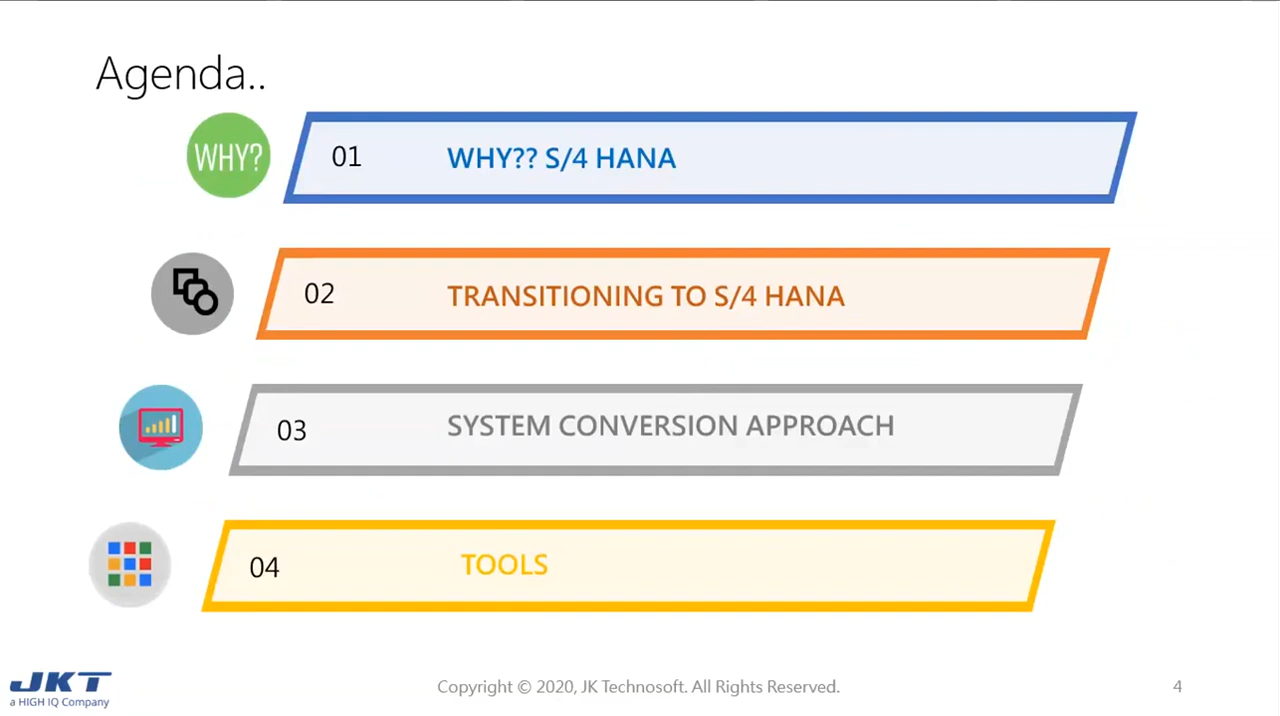 Agenda..
WHY?
01 WHY?? S/4 HANA
02 TRANSITIONING TO S/4 HANA
03 SYSTEM CONVERSION APPROACH
04 TOOLS
JKT
a HIGH IQ Company
Copyright © 2020, JK Technosoft. All Rights Reserved.
4